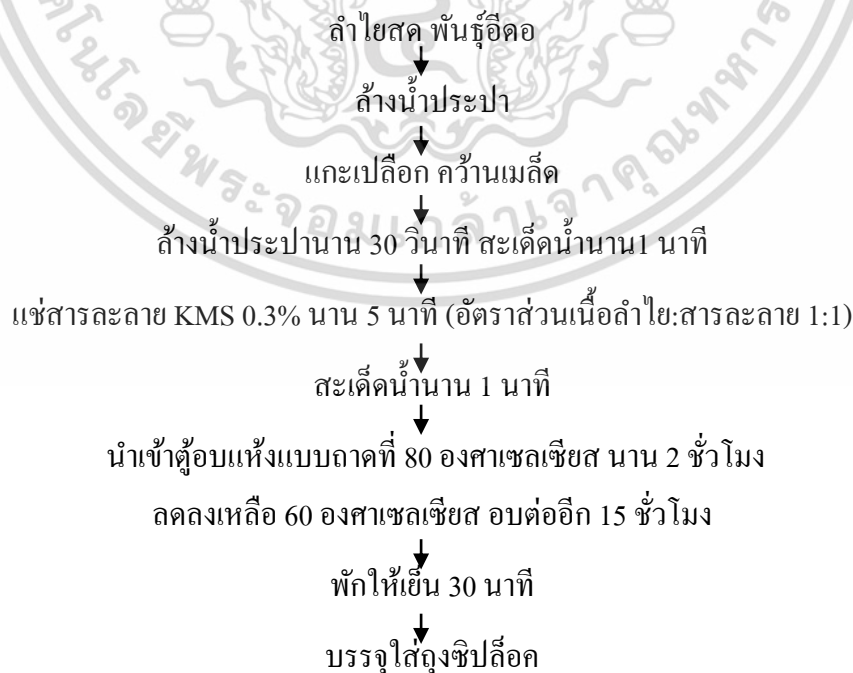 ลำไยสด พันธุ์อีดอ
ล้างน้ำประปา
แกะเปลือก คว้านเมล็ด
ล้างน้ำประปานาน 30 วินาที สะเด็ดน้ำนาน1 นาที
แช่สารละลาย KMS 0.3% นาน 5 นาที (อัตราส่วนเนื้อลำไย:สารละลาย 1:1)
สะเด็ดน้ำนาน 1 นาที
นำเข้าตู้อบแห้งแบบถาดที่ 80 องศาเซลเซียส นาน 2 ชั่วโมง
ลดลงเหลือ 60 องศาเซลเซียส อบต่ออีก 15 ชั่วโมง
พักให้เย็น 30 นาที
บรรจุใส่ถุงซิปล็อค